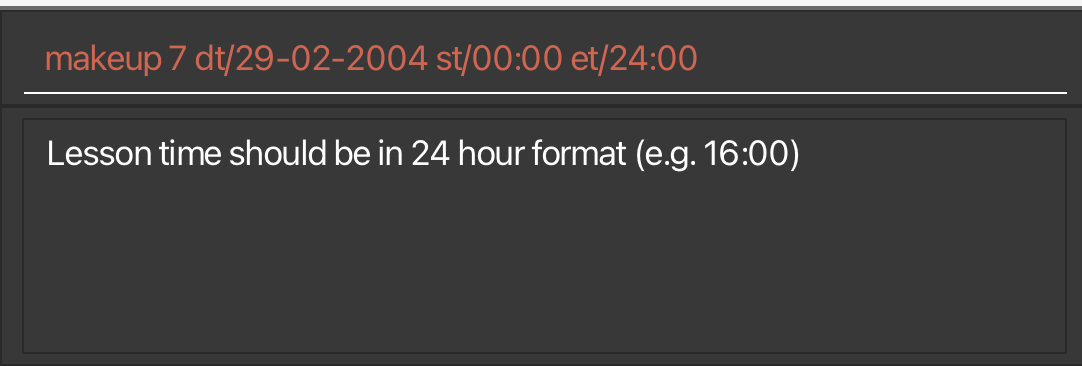 makeup 7 dt/29-02-2004 st/00:00 et/24:00
Lesson time should be in 24 hour format (e.g. 16:00)